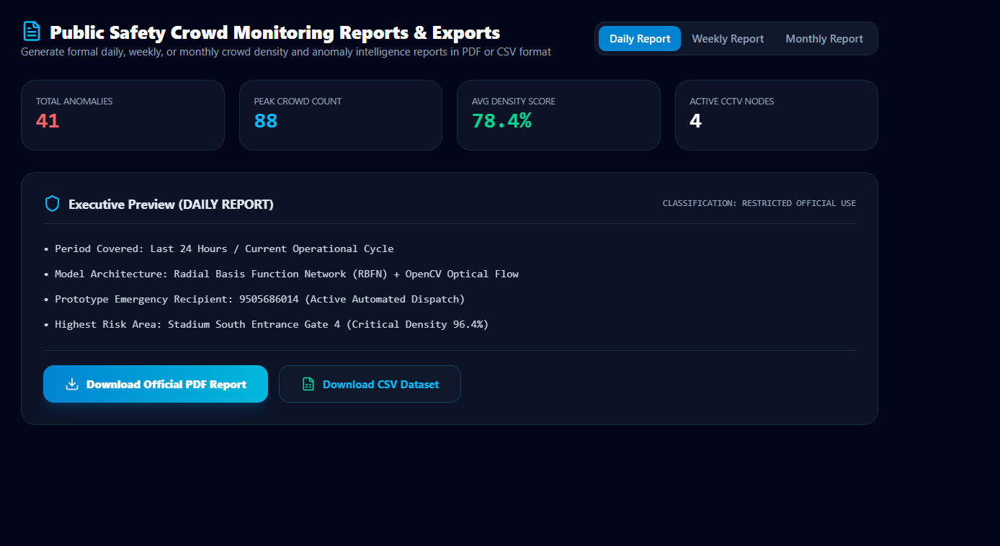 Public Safety Crowd Monitoring Reports & Exports
Generate formal daily, weekly, or monthly crowd density and anomaly intelligence reports in PDF or CSV format
Daily Report
Weekly Report
Monthly Report
TOTAL ANOMALIES
41
PEAK CROWD COUNT
88
AVG DENSITY SCORE
78.4%
ACTIVE CCTV NODES
4
Executive Preview (DAILY REPORT)
CLASSIFICATION: RESTRICTED OFFICIAL USE
• Period Covered: Last 24 Hours / Current Operational Cycle
• Model Architecture: Radial Basis Function Network (RBFN) + OpenCV Optical Flow
• Prototype Emergency Recipient: 9505686014 (Active Automated Dispatch)
• Highest Risk Area: Stadium South Entrance Gate 4 (Critical Density 96.4%)
Download Official PDF Report
Download CSV Dataset